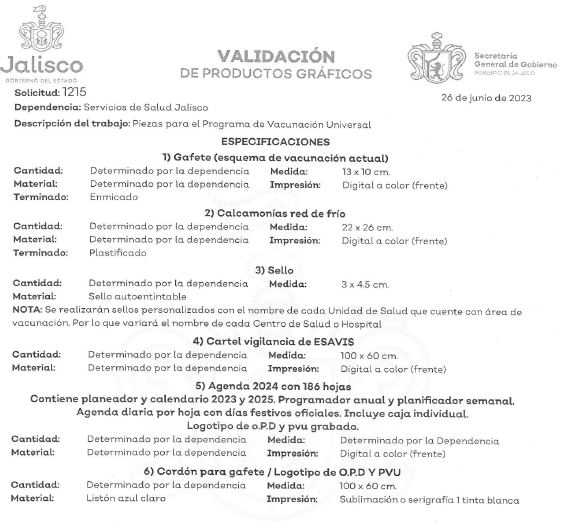 Jalisco
GOBIERNO DEL ESTADO
VALIDACIÓN
DE PRODUCTOS GRÁFICOS
Secretaría
General de Gobierno
GOBIERNO DE JALISCO
Solicitud: 1215
26 de junio de 2023
Dependencia: Servicios de Salud Jalisco
Descripción del trabajo: Piezas para el Programa de Vacunación Universal
ESPECIFICACIONES
1) Gafete (esquema de vacunación actual)
Cantidad: Determinado por la dependencia Medida: 13 x 10 cm.
Material: Determinado por la dependencia Impresión: Digital a color (frente)
Terminado: Enmicado
2) Calcamonías red de frío
Cantidad: Determinado por la dependencia Medida: 22 x 26 cm.
Material: Determinado por la dependencia Impresión: Digital a color (frente)
Terminado: Plastificado
3) Sello
Cantidad: Determinado por la dependencia Medida: 3 x 4.5 cm.
Material: Sello autoentintable
NOTA: Se realizarán sellos personalizados con el nombre de cada Unidad de Salud que cuente con área de
vacunación. Por lo que variará el nombre de cada Centro de Salud o Hospital
4) Cartel vigilancia de ESAVIS
Cantidad: Determinado por la dependencia Medida: 100 x 60 cm.
Material: Determinado por la dependencia Impresión: Digital a color (frente)
5) Agenda 2024 con 186 hojas
Contiene planeador y calendario 2023 y 2025. Programador anual y planificador semanal.
Agenda diaria por hoja con días festivos oficiales. Incluye caja individual.
Logotipo de o.P.D y pvu grabado.
Cantidad: Determinado por la dependencia Medida: Determinado por la Dependencia
Material: Determinado por la dependencia Impresión: Digital a color (frente)
6) Cordón para gafete / Logotipo de O.P.D Y PVU
Cantidad: Determinado por la dependencia Medida: 100 x 60 cm.
Material: Listón azul claro Impresión: Sublimación o serigrafía 1 tinta blanca